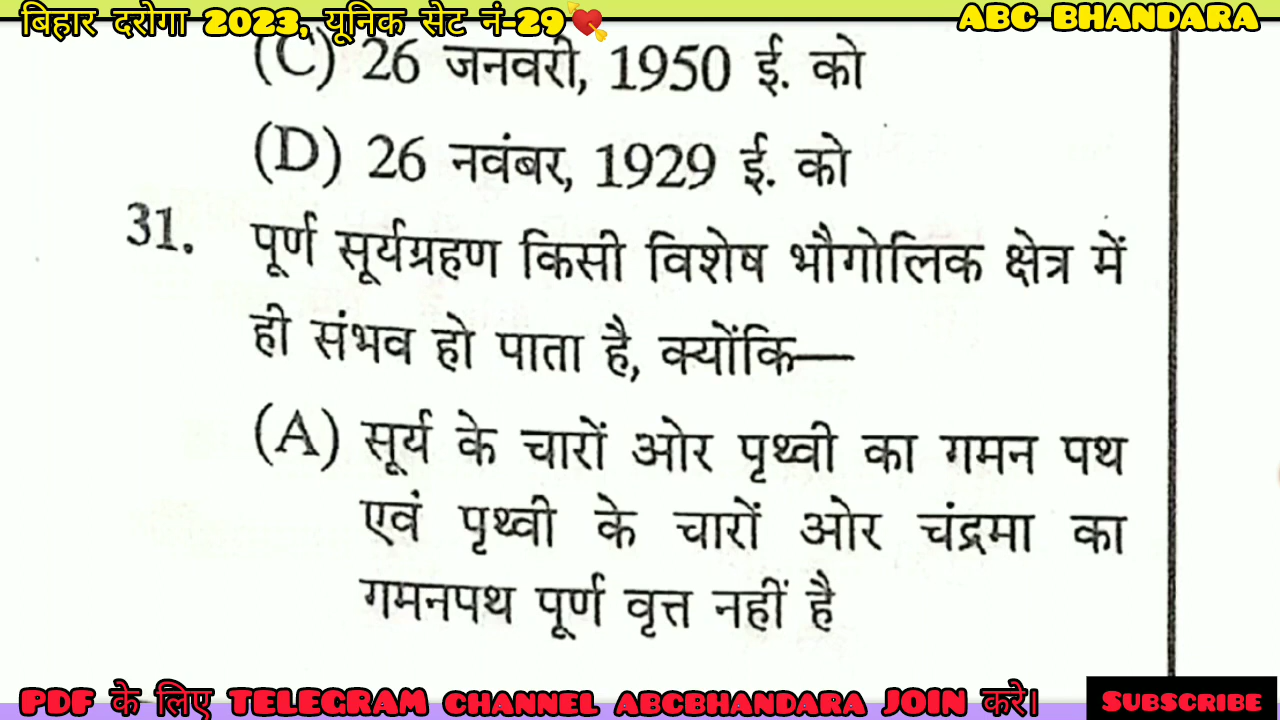 बिहार दरोगा 2023, यूनिक सेट नं-29💘
ABC BHANDARA
(C) 26 जनवरी, 1950 ई. को
(D) 26 नवंबर, 1929 ई. को
31. पूर्ण सूर्यग्रहण किसी विशेष भौगोलिक क्षेत्र में
ही संभव हो पाता है, क्योंकि—
(A) सूर्य के चारों ओर पृथ्वी का गमन पथ
एवं पृथ्वी के चारों ओर चंद्रमा का
गमनपथ पूर्ण वृत्त नहीं है
PDF के लिए TELEGRAM CHANNEL ABCBHANDARA JOIN करे।
SUBSCRIBE